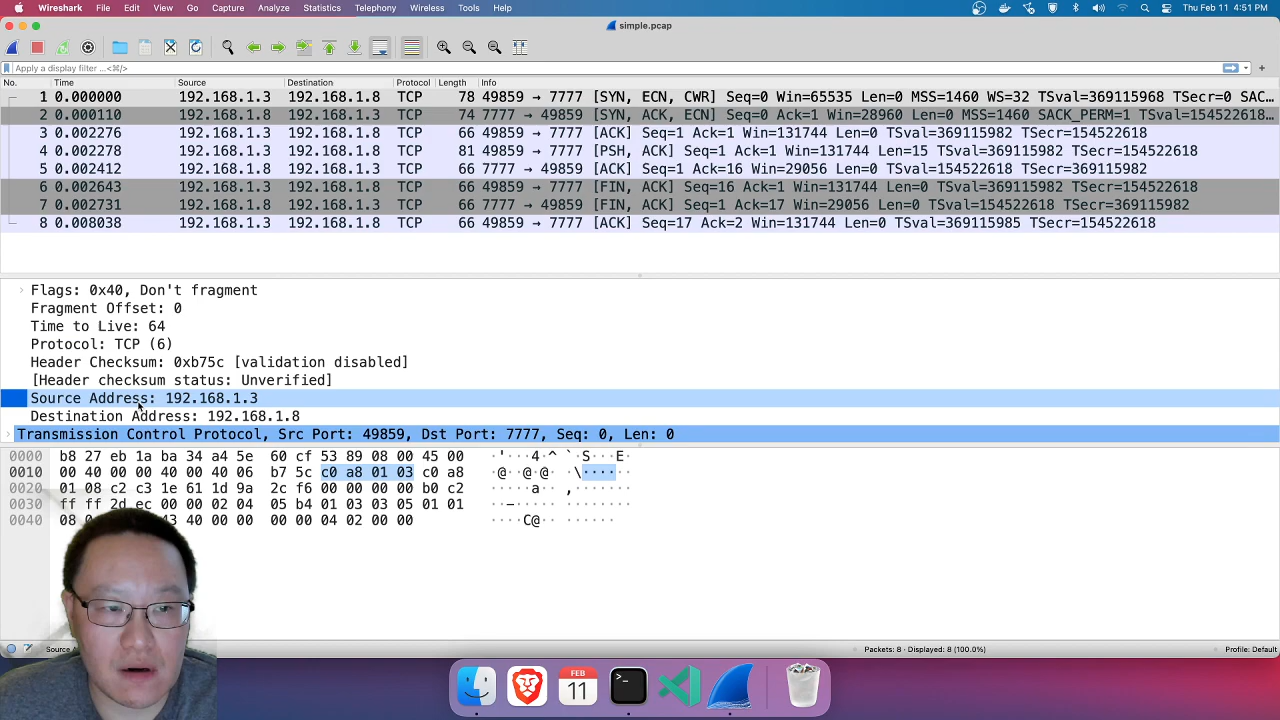 Wireshark File Edit View Go Capture Analyze Statistics Telephony Wireless Tools Help Thu Feb 11 4:51 PM
simple.pcap
Apply a display filter ... <⌘/>
No. Time Source Destination Protocol Length Info
1 0.000000 192.168.1.3 192.168.1.8 TCP 78 49859 → 7777 [SYN, ECN, CWR] Seq=0 Win=65535 Len=0 MSS=1460 WS=32 TSval=369115968 TSecr=0 SAC…
2 0.000110 192.168.1.8 192.168.1.3 TCP 74 7777 → 49859 [SYN, ACK, ECN] Seq=0 Ack=1 Win=28960 Len=0 MSS=1460 SACK_PERM=1 TSval=154522618…
3 0.002276 192.168.1.3 192.168.1.8 TCP 66 49859 → 7777 [ACK] Seq=1 Ack=1 Win=131744 Len=0 TSval=369115982 TSecr=154522618
4 0.002278 192.168.1.3 192.168.1.8 TCP 81 49859 → 7777 [PSH, ACK] Seq=1 Ack=1 Win=131744 Len=15 TSval=369115982 TSecr=154522618
5 0.002412 192.168.1.8 192.168.1.3 TCP 66 7777 → 49859 [ACK] Seq=1 Ack=16 Win=29056 Len=0 TSval=154522618 TSecr=369115982
6 0.002643 192.168.1.3 192.168.1.8 TCP 66 49859 → 7777 [FIN, ACK] Seq=16 Ack=1 Win=131744 Len=0 TSval=369115982 TSecr=154522618
7 0.002731 192.168.1.8 192.168.1.3 TCP 66 7777 → 49859 [FIN, ACK] Seq=1 Ack=17 Win=29056 Len=0 TSval=154522618 TSecr=369115982
8 0.008038 192.168.1.3 192.168.1.8 TCP 66 49859 → 7777 [ACK] Seq=17 Ack=2 Win=131744 Len=0 TSval=369115985 TSecr=154522618
Flags: 0x40, Don't fragment
Fragment Offset: 0
Time to Live: 64
Protocol: TCP (6)
Header Checksum: 0xb75c [validation disabled]
[Header checksum status: Unverified]
Source Address: 192.168.1.3
Destination Address: 192.168.1.8
Transmission Control Protocol, Src Port: 49859, Dst Port: 7777, Seq: 0, Len: 0
0000 b8 27 eb 1a ba 34 a4 5e 60 cf 53 89 08 00 45 00 ·'···4·^ `·S···E·
0010 00 40 00 00 40 00 40 06 b7 5c c0 a8 01 03 c0 a8 ·@··@·@· ·\······
0020 01 08 c2 c3 1e 61 1d 9a 2c f6 00 00 00 00 b0 c2 ·····a·· ,·······
0030 ff ff 2d ec 00 00 02 04 05 b4 01 03 03 05 01 01
0040 08 43 40 00 00 00 00 04 02 00 00 ····C@·· ······
Source A
Packets: 8 · Displayed: 8 (100.0%)
Profile: Default
FEB
11
>_